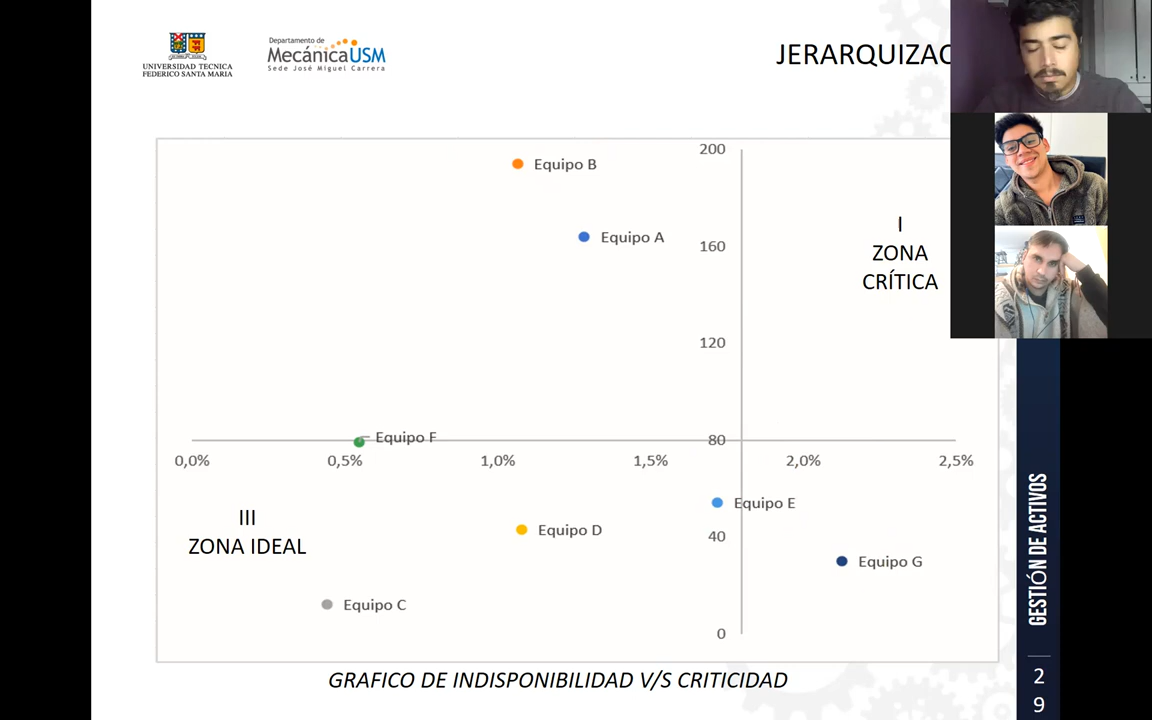 UNIVERSIDAD TECNICA
FEDERICO SANTA MARIA
Departamento de
MecánicaUSM
Sede José Miguel Carrera
JERARQUIZAC
200
Equipo B
Equipo A
160
I
ZONA
CRÍTICA
120
Equipo F
80
0,0%
0,5%
1,0%
1,5%
2,0%
2,5%
III
ZONA IDEAL
Equipo E
Equipo D
40
Equipo G
Equipo C
0
GRAFICO DE INDISPONIBILIDAD V/S CRITICIDAD
GESTIÓN DE ACTIVOS
2
9